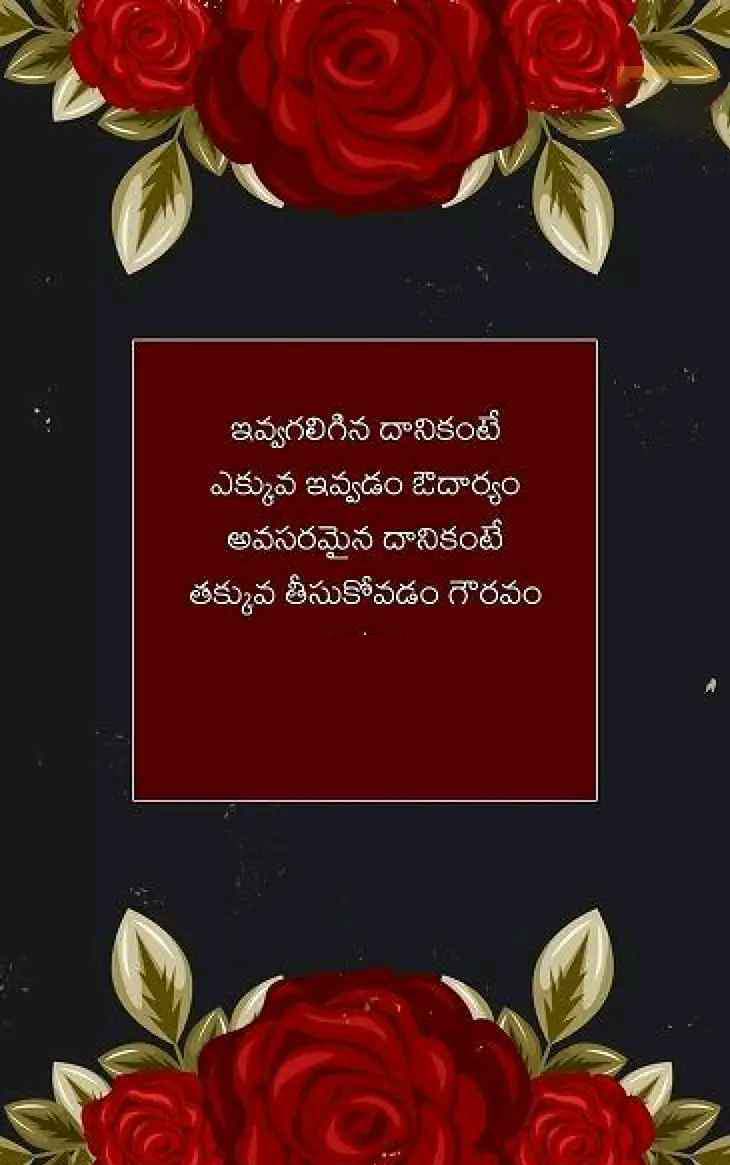 ఇవ్వగలిగిన దానికంటే
ఎక్కువ ఇవ్వడం ఔదార్యం
అవసరమైన దానికంటే
తక్కువ తీసుకోవడం గౌరవం